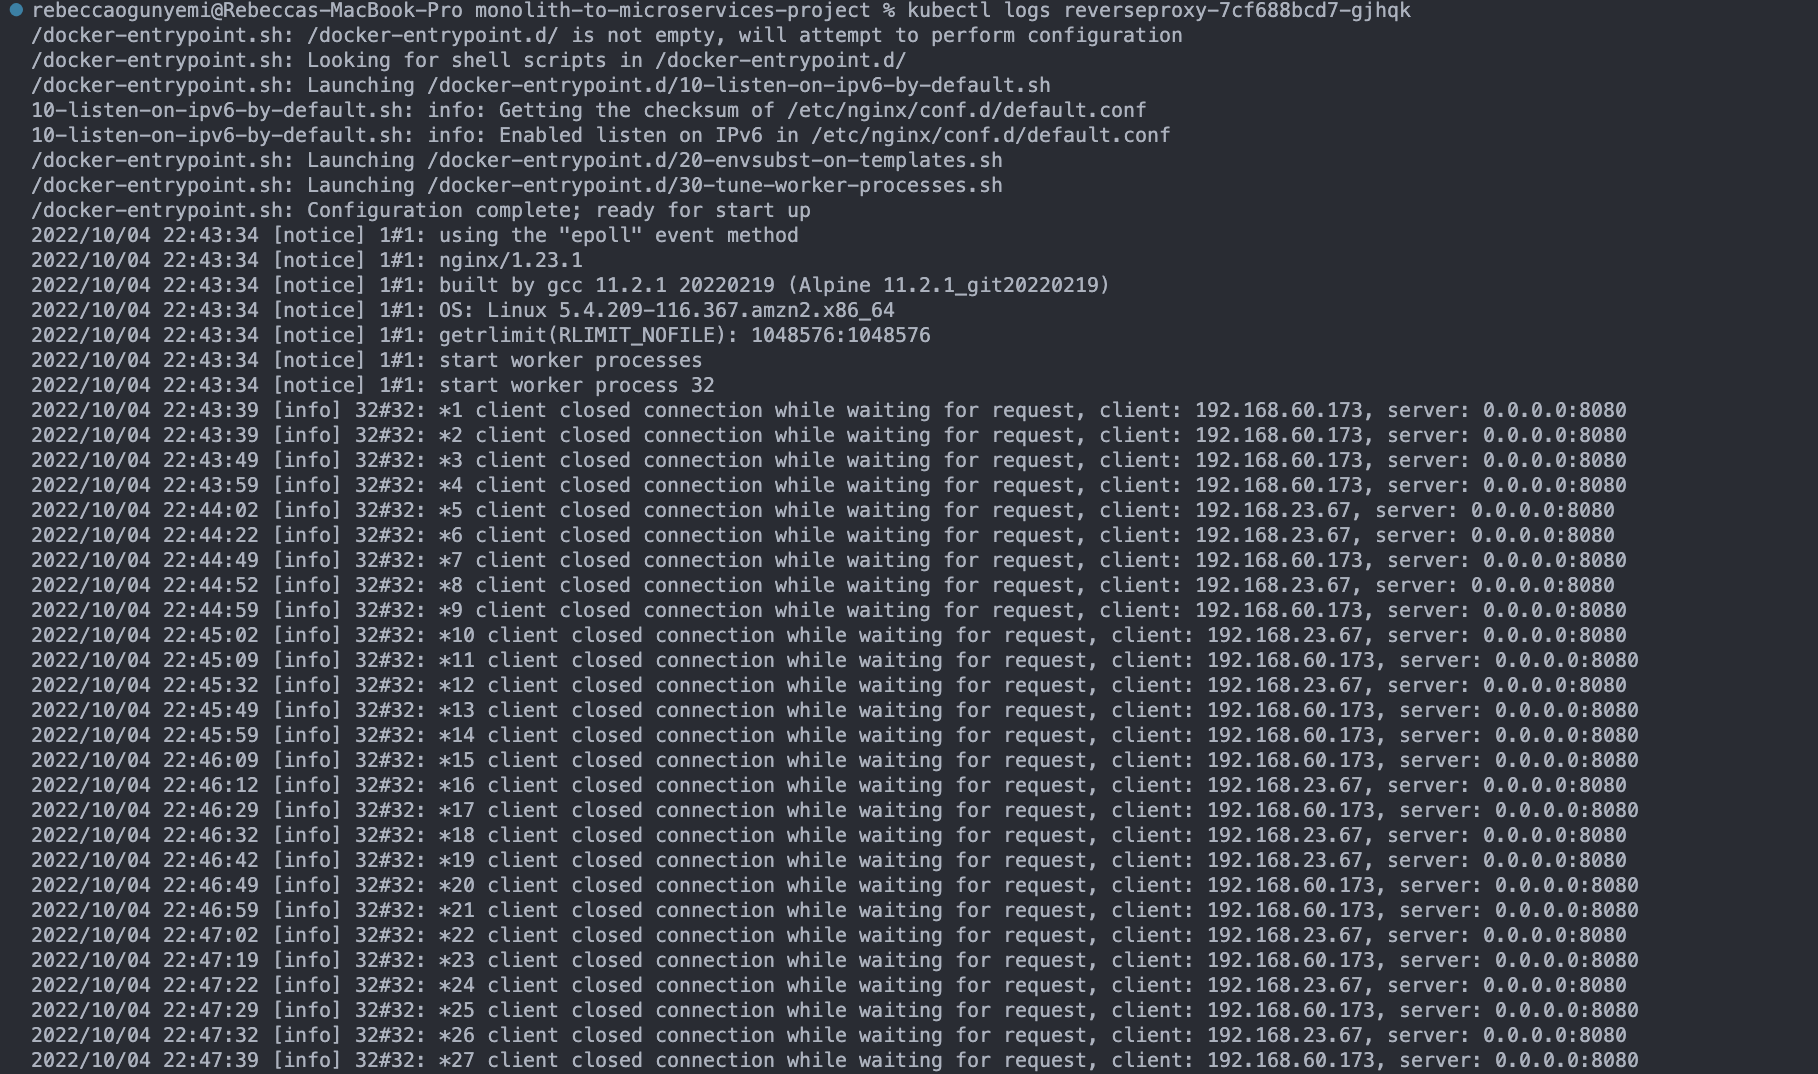 rebeccaogunyemi@Rebeccas-MacBook-Pro monolith-to-microservices-project % kubectl logs reverseproxy-7cf688bcd7-gjhqk
/docker-entrypoint.sh: /docker-entrypoint.d/ is not empty, will attempt to perform configuration
/docker-entrypoint.sh: Looking for shell scripts in /docker-entrypoint.d/
/docker-entrypoint.sh: Launching /docker-entrypoint.d/10-listen-on-ipv6-by-default.sh
10-listen-on-ipv6-by-default.sh: info: Getting the checksum of /etc/nginx/conf.d/default.conf
10-listen-on-ipv6-by-default.sh: info: Enabled listen on IPv6 in /etc/nginx/conf.d/default.conf
/docker-entrypoint.sh: Launching /docker-entrypoint.d/20-envsubst-on-templates.sh
/docker-entrypoint.sh: Launching /docker-entrypoint.d/30-tune-worker-processes.sh
/docker-entrypoint.sh: Configuration complete; ready for start up
2022/10/04 22:43:34 [notice] 1#1: using the "epoll" event method
2022/10/04 22:43:34 [notice] 1#1: nginx/1.23.1
2022/10/04 22:43:34 [notice] 1#1: built by gcc 11.2.1 20220219 (Alpine 11.2.1_git20220219)
2022/10/04 22:43:34 [notice] 1#1: OS: Linux 5.4.209-116.367.amzn2.x86_64
2022/10/04 22:43:34 [notice] 1#1: getrlimit(RLIMIT_NOFILE): 1048576:1048576
2022/10/04 22:43:34 [notice] 1#1: start worker processes
2022/10/04 22:43:34 [notice] 1#1: start worker process 32
2022/10/04 22:43:39 [info] 32#32: *1 client closed connection while waiting for request, client: 192.168.60.173, server: 0.0.0.0:8080
2022/10/04 22:43:39 [info] 32#32: *2 client closed connection while waiting for request, client: 192.168.60.173, server: 0.0.0.0:8080
2022/10/04 22:43:49 [info] 32#32: *3 client closed connection while waiting for request, client: 192.168.60.173, server: 0.0.0.0:8080
2022/10/04 22:43:59 [info] 32#32: *4 client closed connection while waiting for request, client: 192.168.60.173, server: 0.0.0.0:8080
2022/10/04 22:44:02 [info] 32#32: *5 client closed connection while waiting for request, client: 192.168.23.67, server: 0.0.0.0:8080
2022/10/04 22:44:22 [info] 32#32: *6 client closed connection while waiting for request, client: 192.168.23.67, server: 0.0.0.0:8080
2022/10/04 22:44:49 [info] 32#32: *7 client closed connection while waiting for request, client: 192.168.60.173, server: 0.0.0.0:8080
2022/10/04 22:44:52 [info] 32#32: *8 client closed connection while waiting for request, client: 192.168.23.67, server: 0.0.0.0:8080
2022/10/04 22:44:59 [info] 32#32: *9 client closed connection while waiting for request, client: 192.168.60.173, server: 0.0.0.0:8080
2022/10/04 22:45:02 [info] 32#32: *10 client closed connection while waiting for request, client: 192.168.23.67, server: 0.0.0.0:8080
2022/10/04 22:45:09 [info] 32#32: *11 client closed connection while waiting for request, client: 192.168.60.173, server: 0.0.0.0:8080
2022/10/04 22:45:32 [info] 32#32: *12 client closed connection while waiting for request, client: 192.168.23.67, server: 0.0.0.0:8080
2022/10/04 22:45:49 [info] 32#32: *13 client closed connection while waiting for request, client: 192.168.60.173, server: 0.0.0.0:8080
2022/10/04 22:45:59 [info] 32#32: *14 client closed connection while waiting for request, client: 192.168.60.173, server: 0.0.0.0:8080
2022/10/04 22:46:09 [info] 32#32: *15 client closed connection while waiting for request, client: 192.168.60.173, server: 0.0.0.0:8080
2022/10/04 22:46:12 [info] 32#32: *16 client closed connection while waiting for request, client: 192.168.23.67, server: 0.0.0.0:8080
2022/10/04 22:46:29 [info] 32#32: *17 client closed connection while waiting for request, client: 192.168.60.173, server: 0.0.0.0:8080
2022/10/04 22:46:32 [info] 32#32: *18 client closed connection while waiting for request, client: 192.168.23.67, server: 0.0.0.0:8080
2022/10/04 22:46:42 [info] 32#32: *19 client closed connection while waiting for request, client: 192.168.23.67, server: 0.0.0.0:8080
2022/10/04 22:46:49 [info] 32#32: *20 client closed connection while waiting for request, client: 192.168.60.173, server: 0.0.0.0:8080
2022/10/04 22:46:59 [info] 32#32: *21 client closed connection while waiting for request, client: 192.168.60.173, server: 0.0.0.0:8080
2022/10/04 22:47:02 [info] 32#32: *22 client closed connection while waiting for request, client: 192.168.23.67, server: 0.0.0.0:8080
2022/10/04 22:47:19 [info] 32#32: *23 client closed connection while waiting for request, client: 192.168.60.173, server: 0.0.0.0:8080
2022/10/04 22:47:22 [info] 32#32: *24 client closed connection while waiting for request, client: 192.168.23.67, server: 0.0.0.0:8080
2022/10/04 22:47:29 [info] 32#32: *25 client closed connection while waiting for request, client: 192.168.60.173, server: 0.0.0.0:8080
2022/10/04 22:47:32 [info] 32#32: *26 client closed connection while waiting for request, client: 192.168.23.67, server: 0.0.0.0:8080
2022/10/04 22:47:39 [info] 32#32: *27 client closed connection while waiting for request, client: 192.168.60.173, server: 0.0.0.0:8080